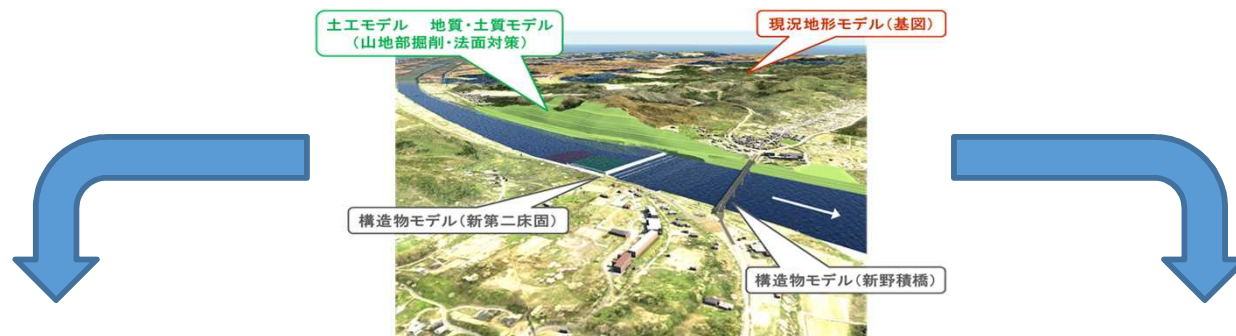 土工モデル 地質・土質モデル
(山地部掘削・法面対策)
現況地形モデル(基図)
構造物モデル(新第二床固)
構造物モデル(新野積橋)